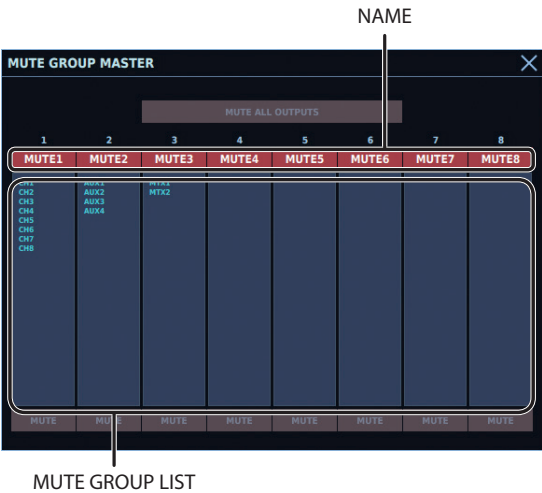 NAME
MUTE GROUP MASTER
MUTE ALL OUTPUTS
1 2 3 4 5 6 7 8
MUTE1 MUTE2 MUTE3 MUTE4 MUTE5 MUTE6 MUTE7 MUTE8
CH1 AUX1 MTX1
CH2 AUX2 MTX2
CH3 AUX3
CH4 AUX4
CH5
CH6
CH7
CH8
MUTE MUTE MUTE MUTE MUTE MUTE MUTE MUTE
MUTE GROUP LIST